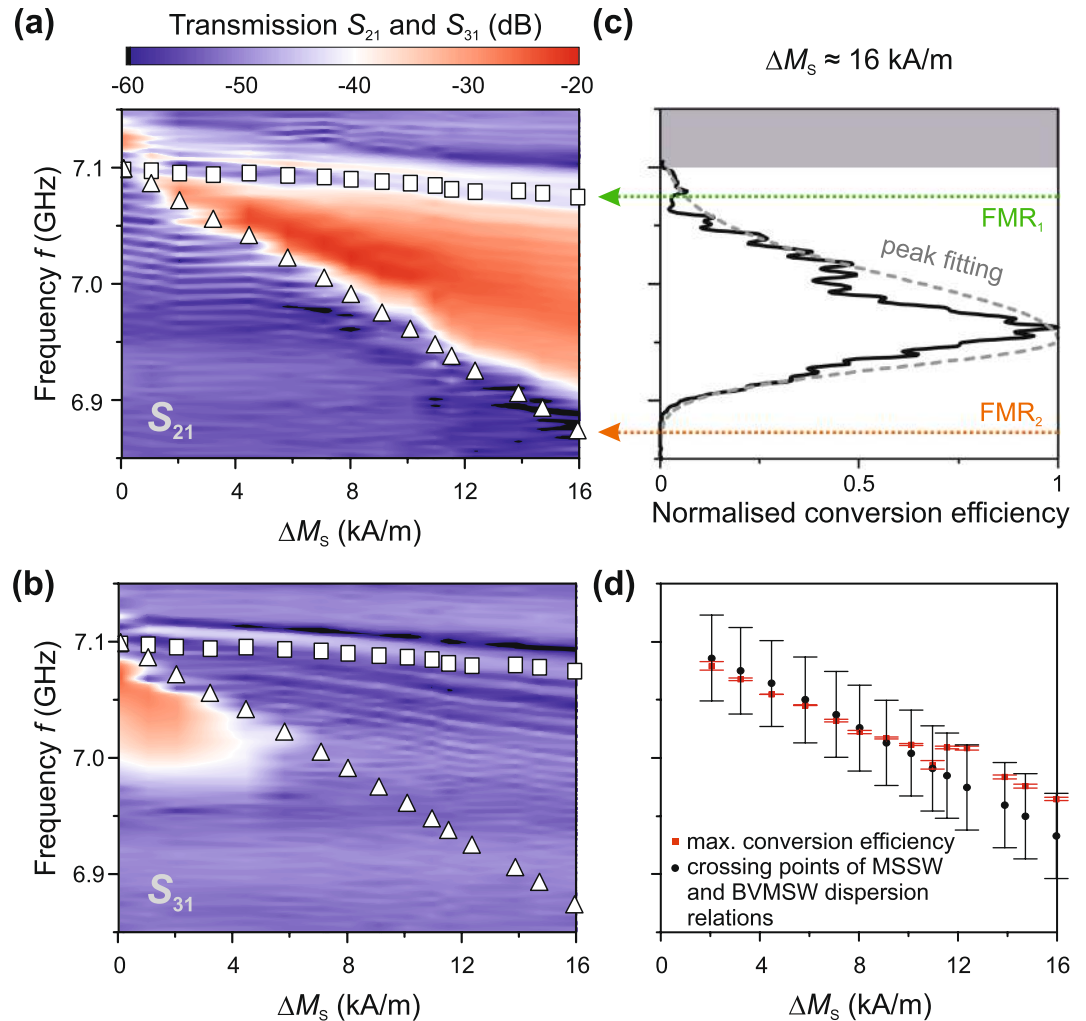 (a)
Transmission S21 and S31 (dB)
-60 -50 -40 -30 -20
7.1
7.0
6.9
Frequency f (GHz)
S21
0 4 8 12 16
ΔMS (kA/m)
(c)
ΔMS ≈ 16 kA/m
FMR1
peak fitting
FMR2
0 0.5 1
Normalised conversion efficiency
(b)
7.1
7.0
6.9
Frequency f (GHz)
S31
0 4 8 12 16
ΔMS (kA/m)
(d)
max. conversion efficiency
crossing points of MSSW
and BVMSW dispersion
relations
0 4 8 12 16
ΔMS (kA/m)